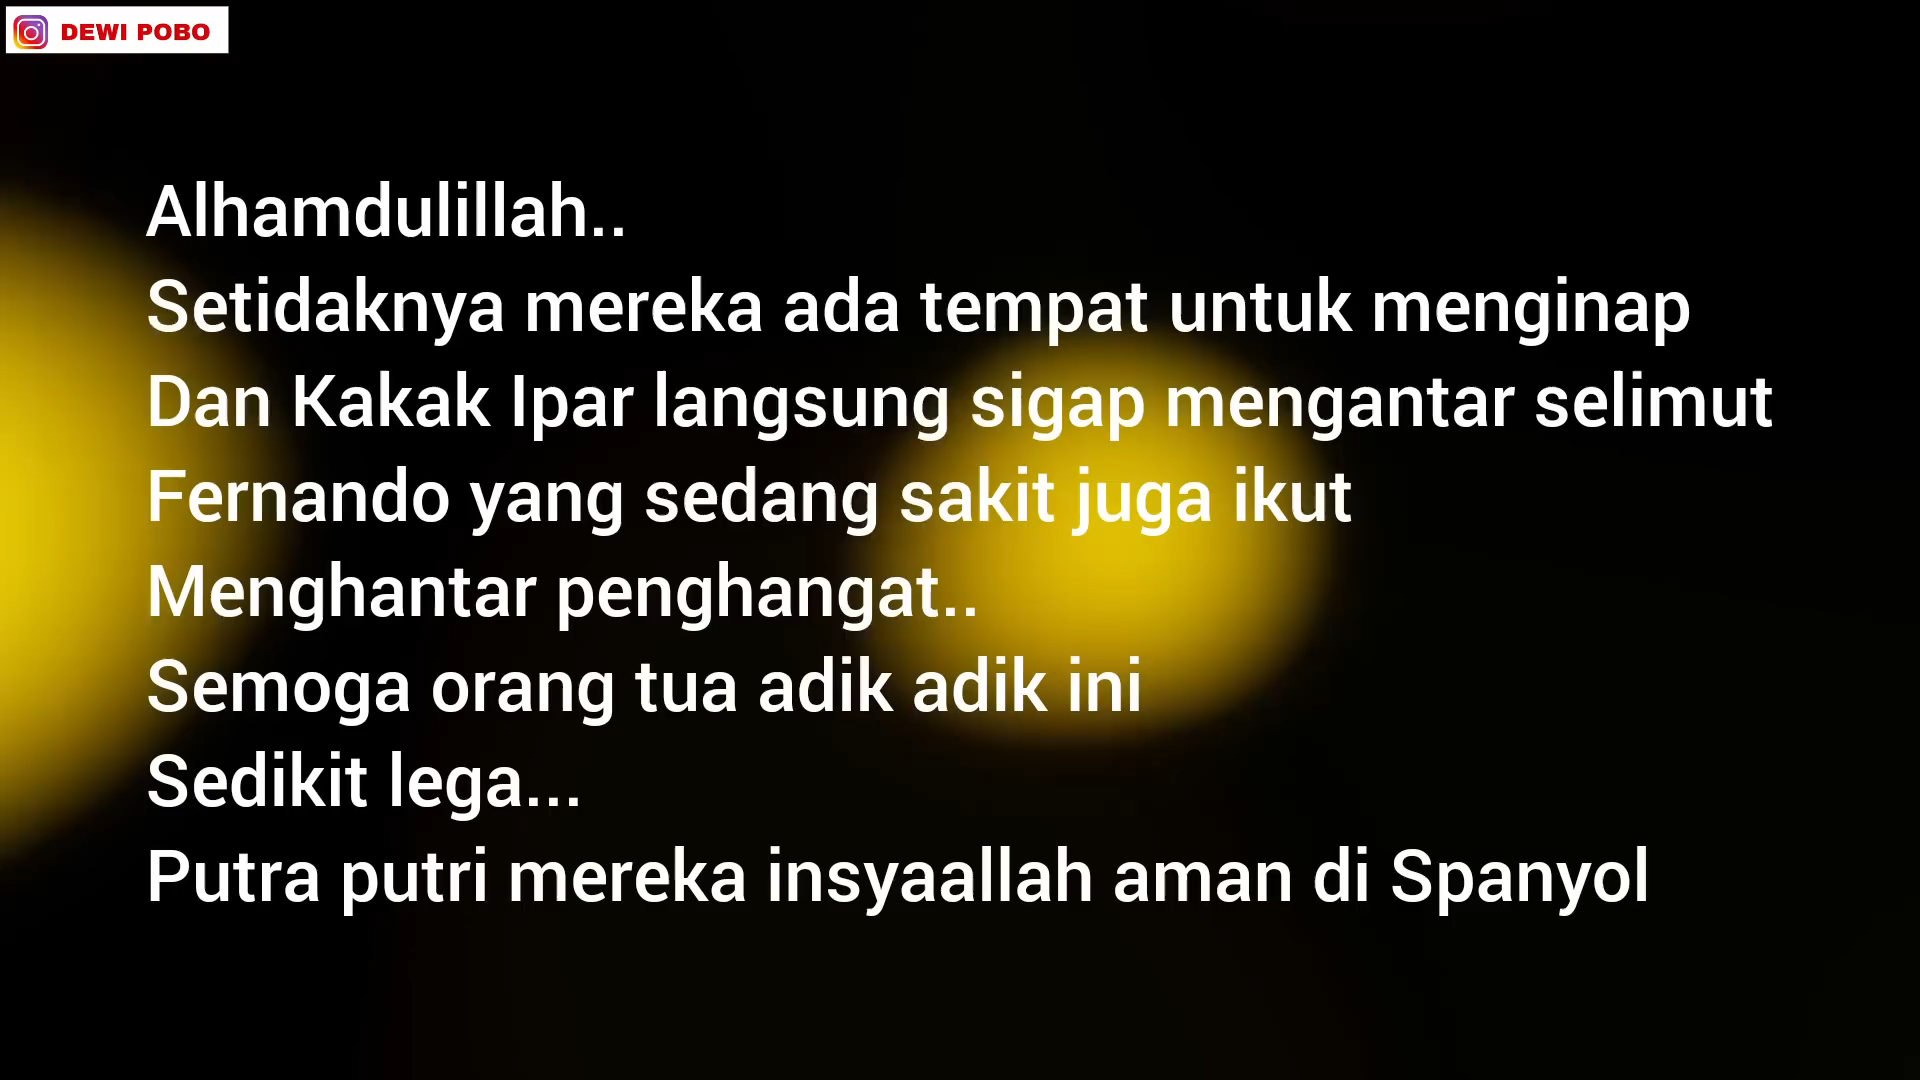 DEWI POBO
Alhamdulillah..
Setidaknya mereka ada tempat untuk menginap
Dan Kakak Ipar langsung sigap mengantar selimut
Fernando yang sedang sakit juga ikut
Menghantar penghangat..
Semoga orang tua adik adik ini
Sedikit lega...
Putra putri mereka insyaallah aman di Spanyol